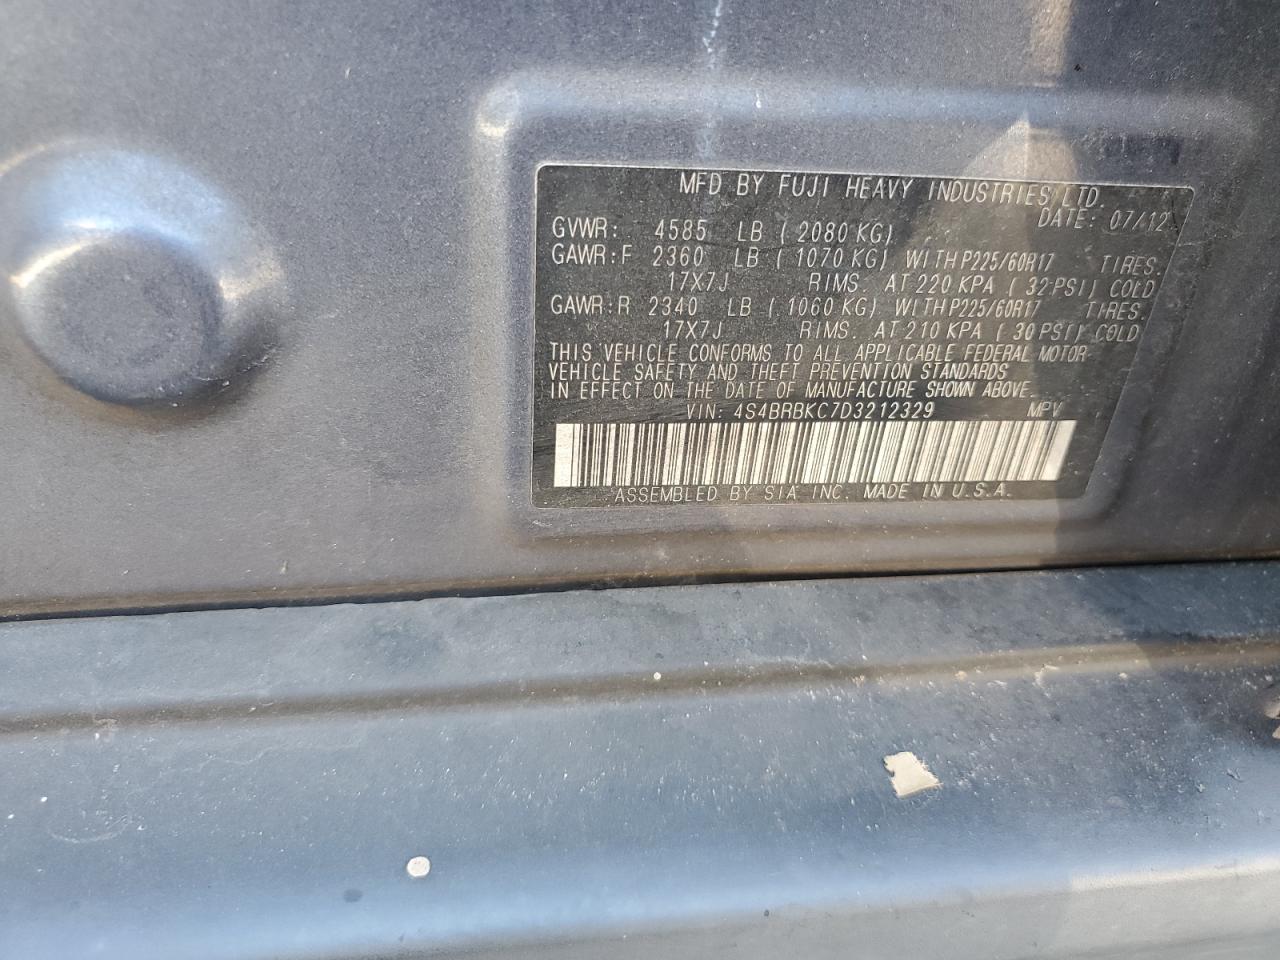 MFD BY FUJI HEAVY INDUSTRIES LTD.
DATE: 07/12
GVWR: 4585 LB ( 2080 KG)
GAWR: F 2360 LB ( 1070 KG) WITH P225/60R17 TIRES.
17X7J RIMS. AT 220 KPA ( 32 PSI) COLD
GAWR: R 2340 LB ( 1060 KG) WITH P225/60R17 TIRES.
17X7J RIMS. AT 210 KPA ( 30 PSI) COLD
THIS VEHICLE CONFORMS TO ALL APPLICABLE FEDERAL MOTOR-
VEHICLE SAFETY AND THEFT PREVENTION STANDARDS
IN EFFECT ON THE DATE OF MANUFACTURE SHOWN ABOVE.
VIN: 4S4BRBKC7D3212329 MPV
ASSEMBLED BY SIA INC. MADE IN U.S.A.